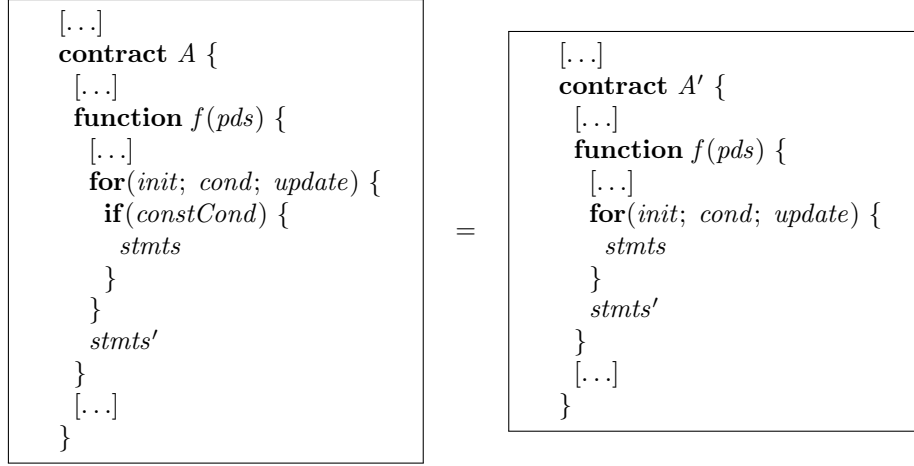 […]
contract A {
[…]
function f(pds) {
[…]
for(init; cond; update) {
if(constCond) {
stmts
}
}
stmts′
}
[…]
}
=
[…]
contract A′ {
[…]
function f(pds) {
[…]
for(init; cond; update) {
stmts
}
stmts′
}
[…]
}